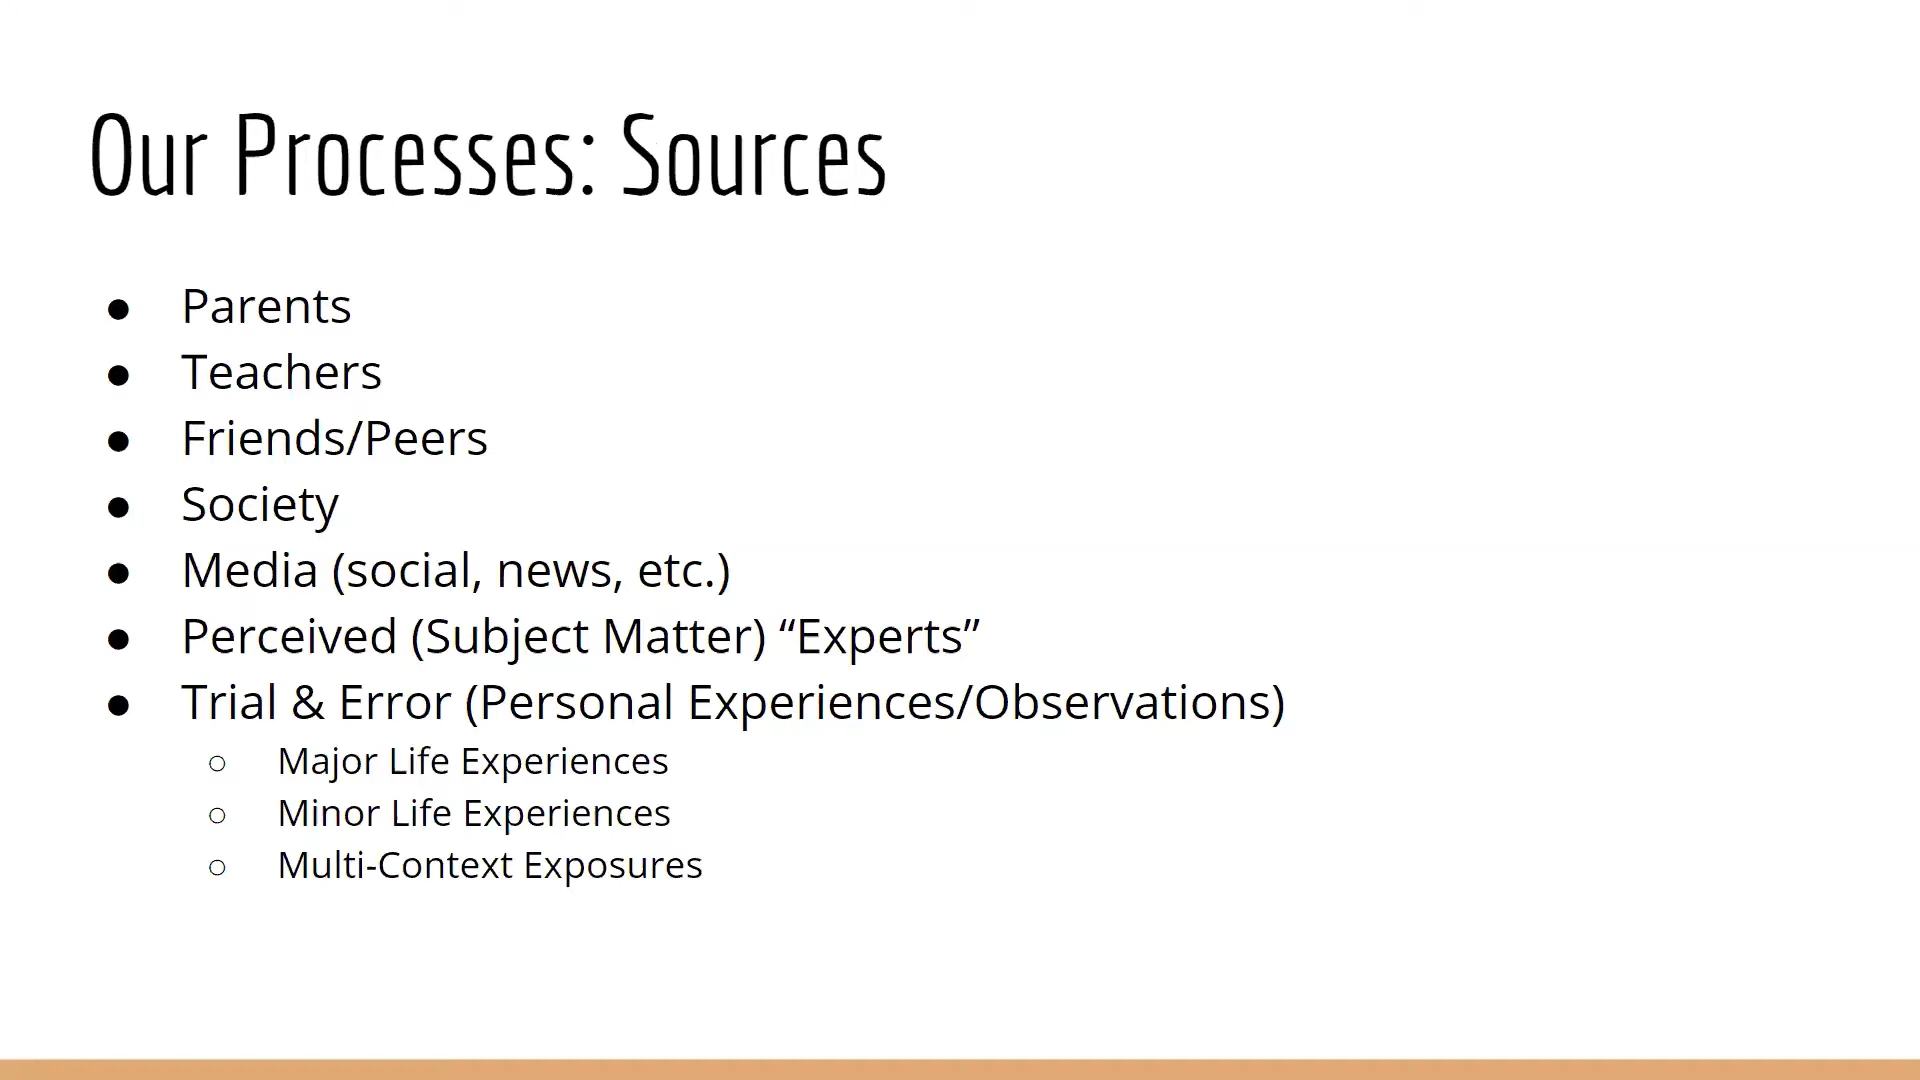 Our Processes: Sources
● Parents
● Teachers
● Friends/Peers
● Society
● Media (social, news, etc.)
● Perceived (Subject Matter) “Experts”
● Trial & Error (Personal Experiences/Observations)
○ Major Life Experiences
○ Minor Life Experiences
○ Multi-Context Exposures